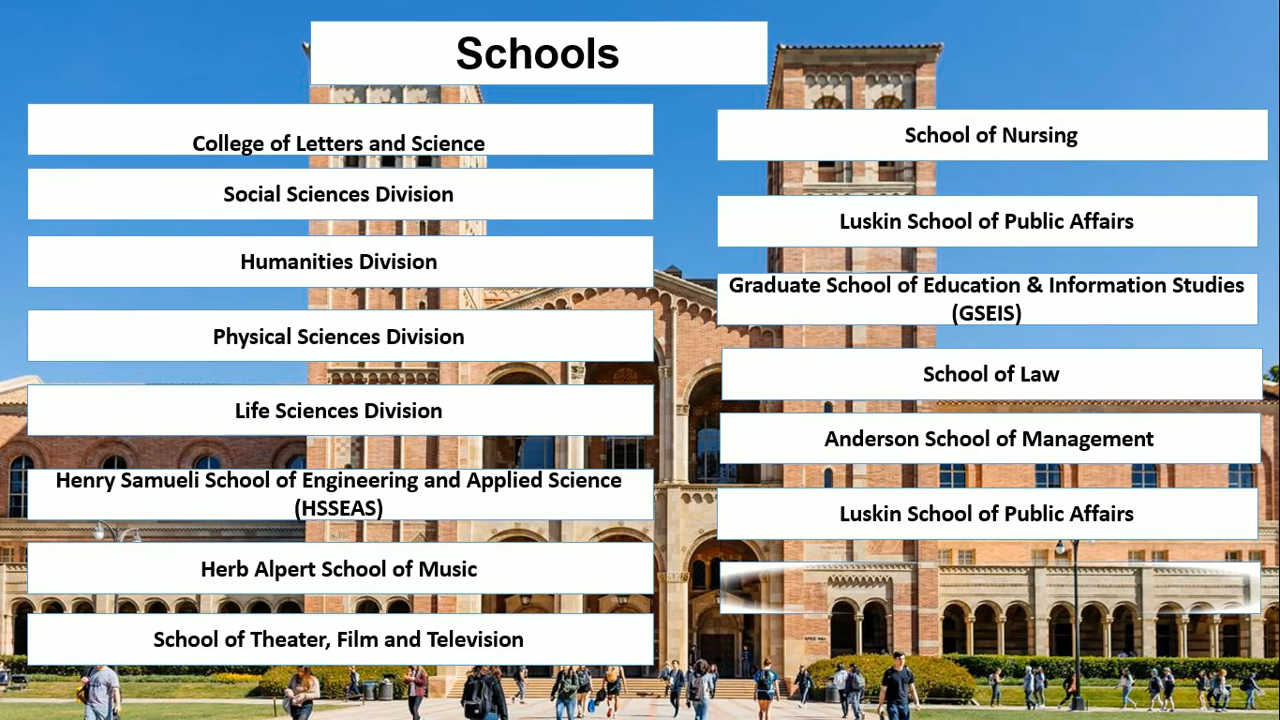 Schools
College of Letters and Science
Social Sciences Division
Humanities Division
Physical Sciences Division
Life Sciences Division
Henry Samueli School of Engineering and Applied Science
(HSSEAS)
Herb Alpert School of Music
School of Theater, Film and Television
School of Nursing
Luskin School of Public Affairs
Graduate School of Education & Information Studies
(GSEIS)
School of Law
Anderson School of Management
Luskin School of Public Affairs